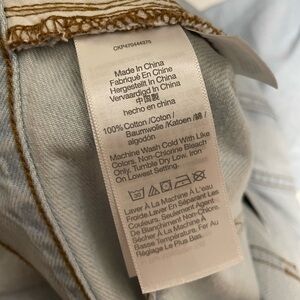 CKP470444375
Made In China
Fabriqué En Chine
Hergestellt In China
Vervaardigd In China
中国製
hecho en china
100% Cotton /Coton /
Baumwolle /Katoen /綿 /
algodón
Machine Wash Cold With Like
Colors, Non-Chlorine Bleach
Only, Tumble Dry Low, Iron
On Lowest Setting.
Laver À La Machine À L'eau
Froide Laver En Séparant Les
Couleurs, Seulement Agent
De Blanchiment Non-Chloré,
Sécher À La Machine À
Basse Température, Fer Au
Réglage Le Plus Bas.